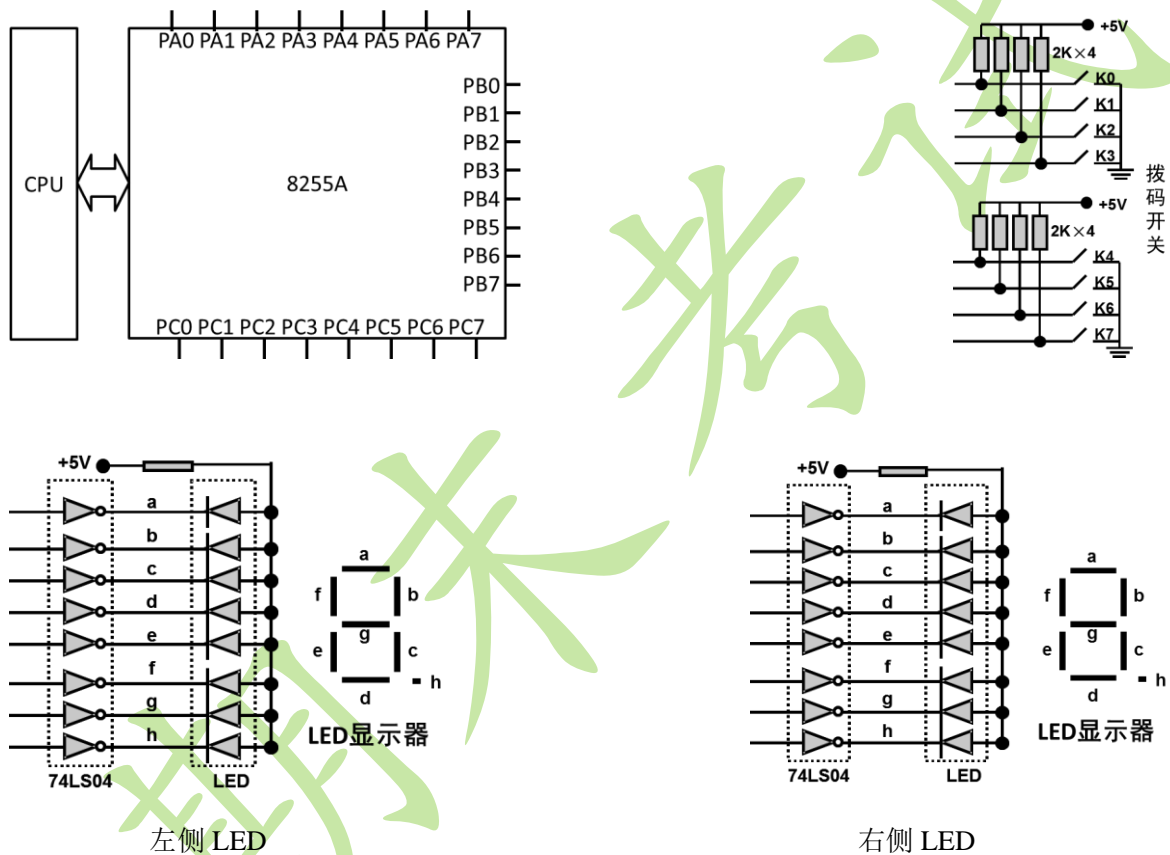 PA0 PA1 PA2 PA3 PA4 PA5 PA6 PA7
PB0
PB1
PB2
PB3
PB4
PB5
PB6
PB7
CPU
8255A
PC0 PC1 PC2 PC3 PC4 PC5 PC6 PC7
+5V
2K×4
K0
K1
K2
K3
+5V
2K×4
K4
K5
K6
K7
拨码开关
+5V
a
b
c
d
e
f
g
h
74LS04
LED
a
f
b
g
e
c
h
d
LED显示器
左侧 LED
+5V
a
b
c
d
e
f
g
h
74LS04
LED
a
f
b
g
e
c
h
d
LED显示器
右侧 LED